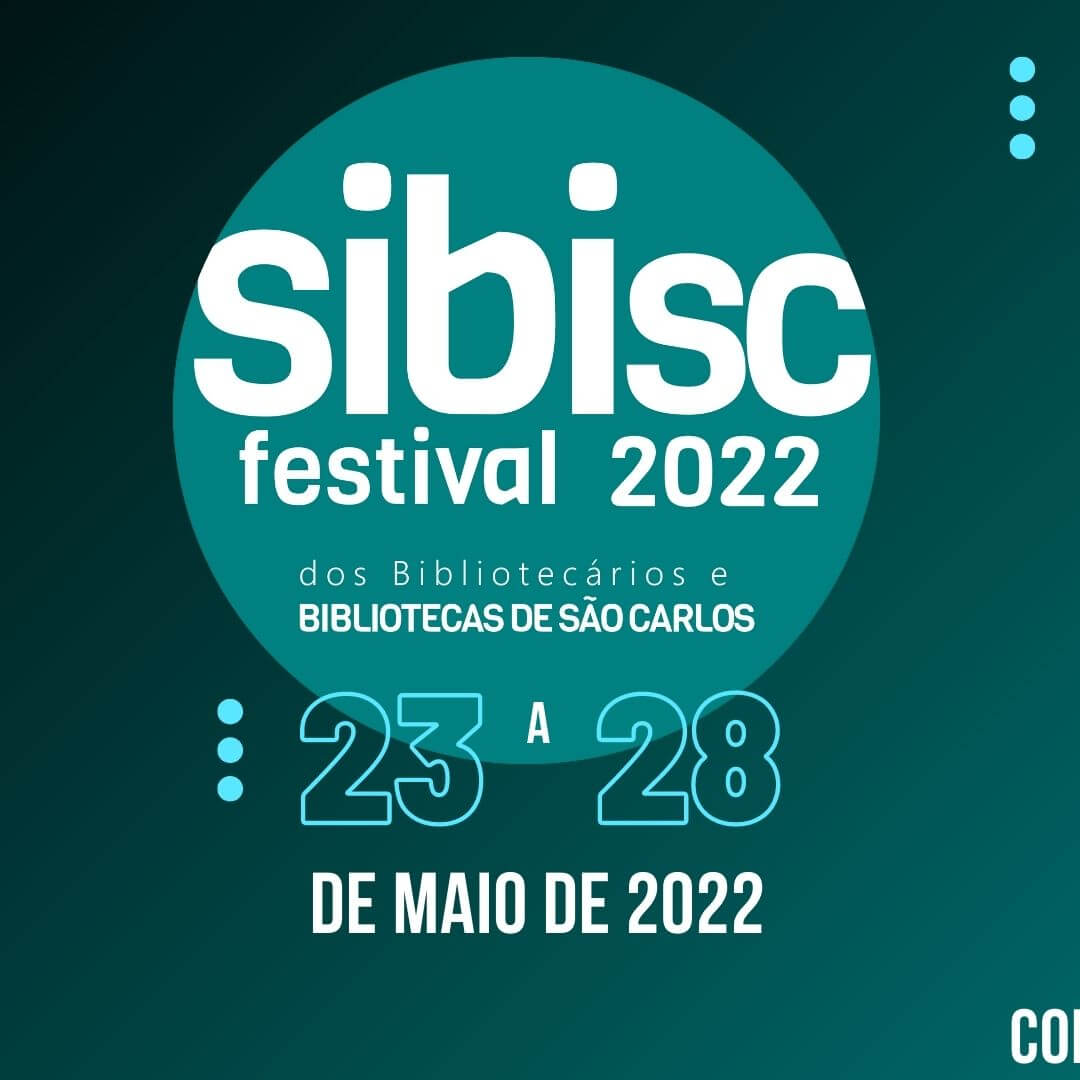 sibisc
festival 2022
dos Bibliotecários e
BIBLIOTECAS DE SÃO CARLOS
23 A 28
DE MAIO DE 2022